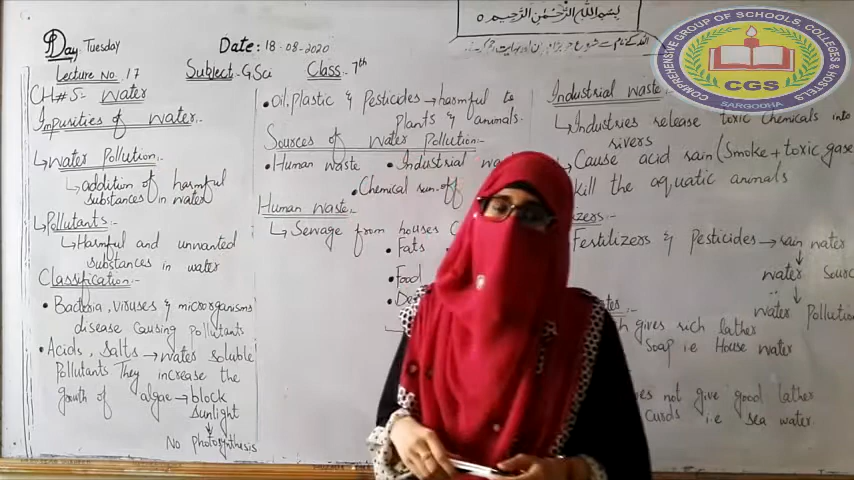 Day Tuesday
Date:- 18-08-2020
Lecture No. 17
Subject:- G.Sci
Class:- 7th
بسم اللہ الرحمن الرحیم
COMPREHENSIVE GROUP OF SCHOOLS, COLLEGES & HOSTELS
CGS
SARGODHA
CH#5:- Water
Impurities of Water:-
Water Pollution:-
addition of harmful
substances in water
Pollutants:-
Harmful and unwanted
substances in water
Classification:-
• Bacteria, viruses & microorganisms
disease causing pollutants
• Acids, Salts → water soluble
Pollutants They increase the
growth of algae → block
sunlight
No photosynthesis
• Oil, plastic & Pesticides → harmful to
plants & animals.
Sources of Water Pollution:-
• Human waste • Industrial
• Chemical run-off
Human Waste:-
Sewage from houses
• Fats
• Food
Industrial waste
Industries release toxic chemicals into
rivers
Cause acid rain (Smoke + toxic gase
kill the aquatic animals
Fertilizers & Pesticides → rain water
water
water Pollution
gives rich lather
Soap i.e House water
not give good lather
i.e sea water